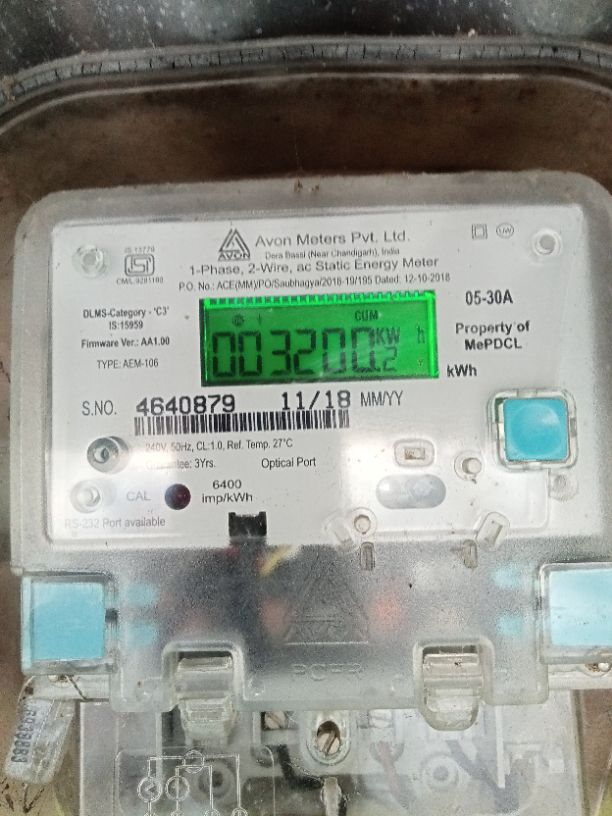 IS 13779
CM/L:9281180
AVON
Avon Meters Pvt. Ltd.
Dera Bassi (Near Chandigarh), India
1-Phase, 2-Wire, ac Static Energy Meter
P.O. No.: ACE(MM)/PO/Saubhagya/2018-19/195 Dated: 12-10-2018
DLMS-Category - 'C3'
IS:15959
Firmware Ver.: AA1.00
TYPE: AEM-106
CUM
003200.2 KW h
kWh
05-30A
Property of
MePDCL
S.NO. 4640879 11/18 MM/YY
240V, 50Hz, CL:1.0, Ref. Temp. 27°C
Guarantee: 3Yrs. Optical Port
CAL
6400
imp/kWh
RS-232 Port available
AVON